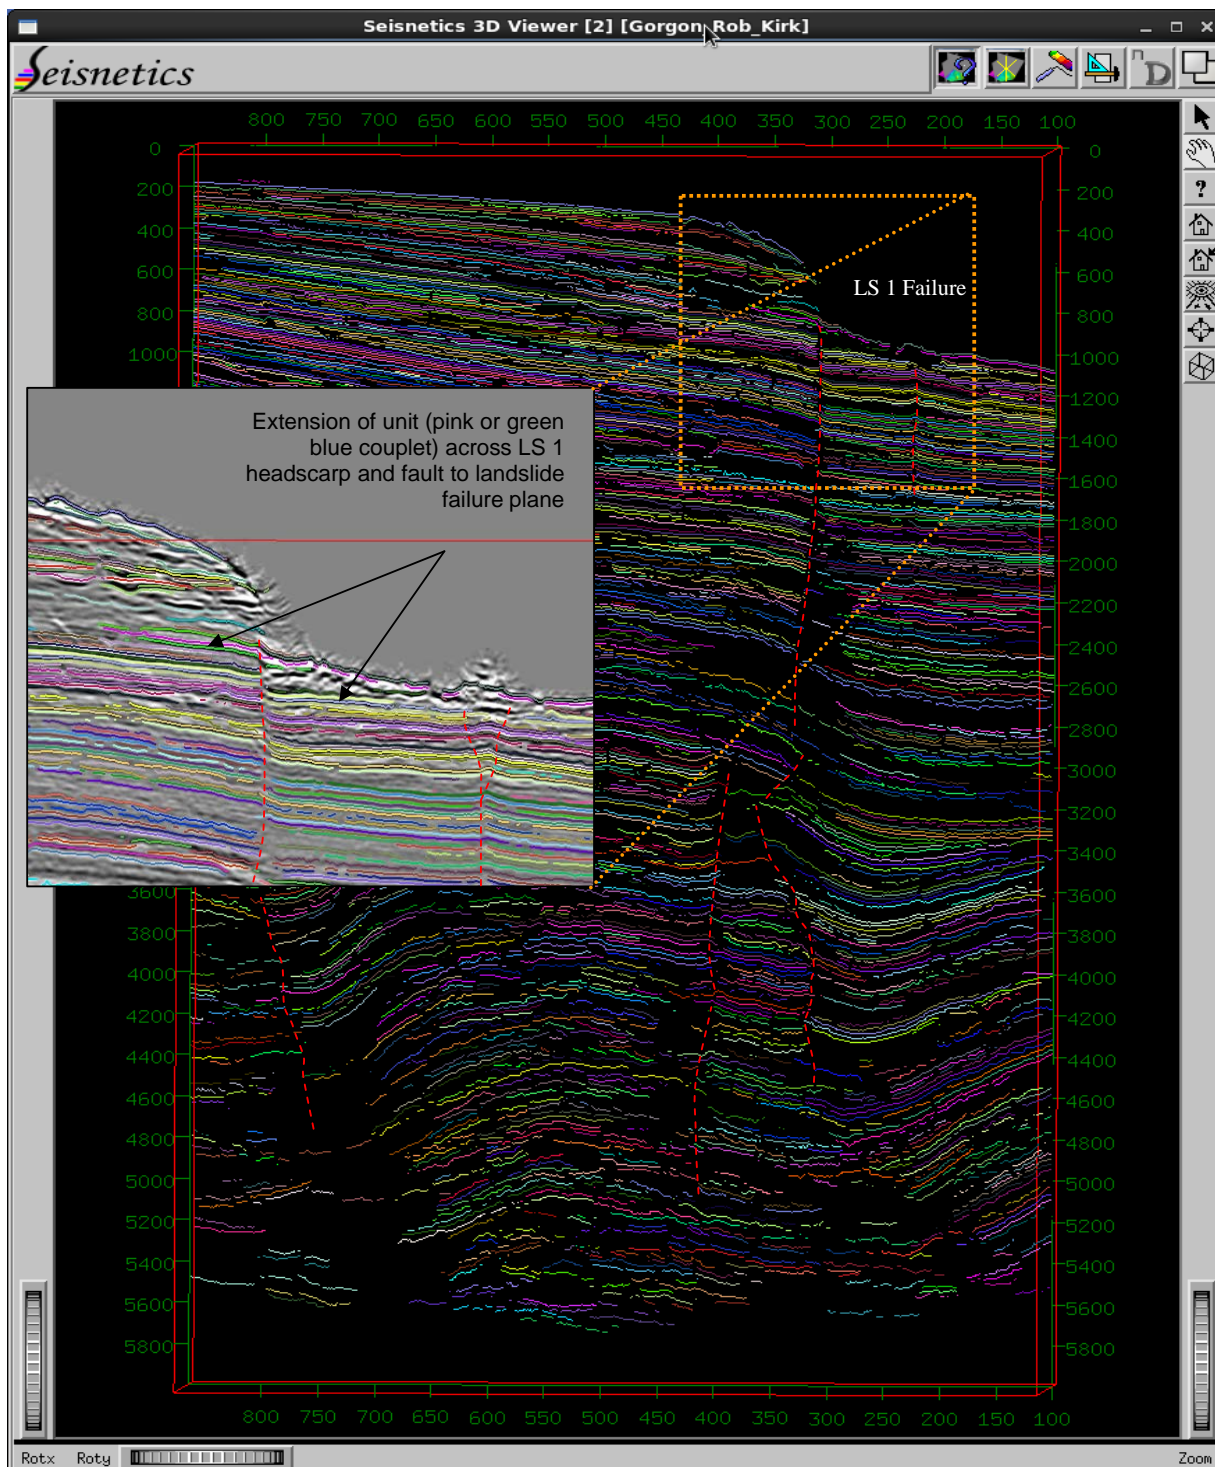 Seisnetics 3D Viewer [2] [Gorgon_Rob_Kirk]
Seisnetics
nD
?
800 750 700 650 600 550 500 450 400 350 300 250 200 150 100
0 0
200 200
400 400
600 600
LS 1 Failure
800 800
1000 1000
1200
1400
1600
1800
2000
2200
2400
2600
2800
3000
3200
3400
Extension of unit (pink or green
blue couplet) across LS 1
headscarp and fault to landslide
failure plane
3600 3600
3800 3800
4000 4000
4200 4200
4400 4400
4600 4600
4800 4800
5000 5000
5200 5200
5400 5400
5600 5600
5800 5800
800 750 700 650 600 550 500 450 400 350 300 250 200 150 100
Rotx Roty Zoom